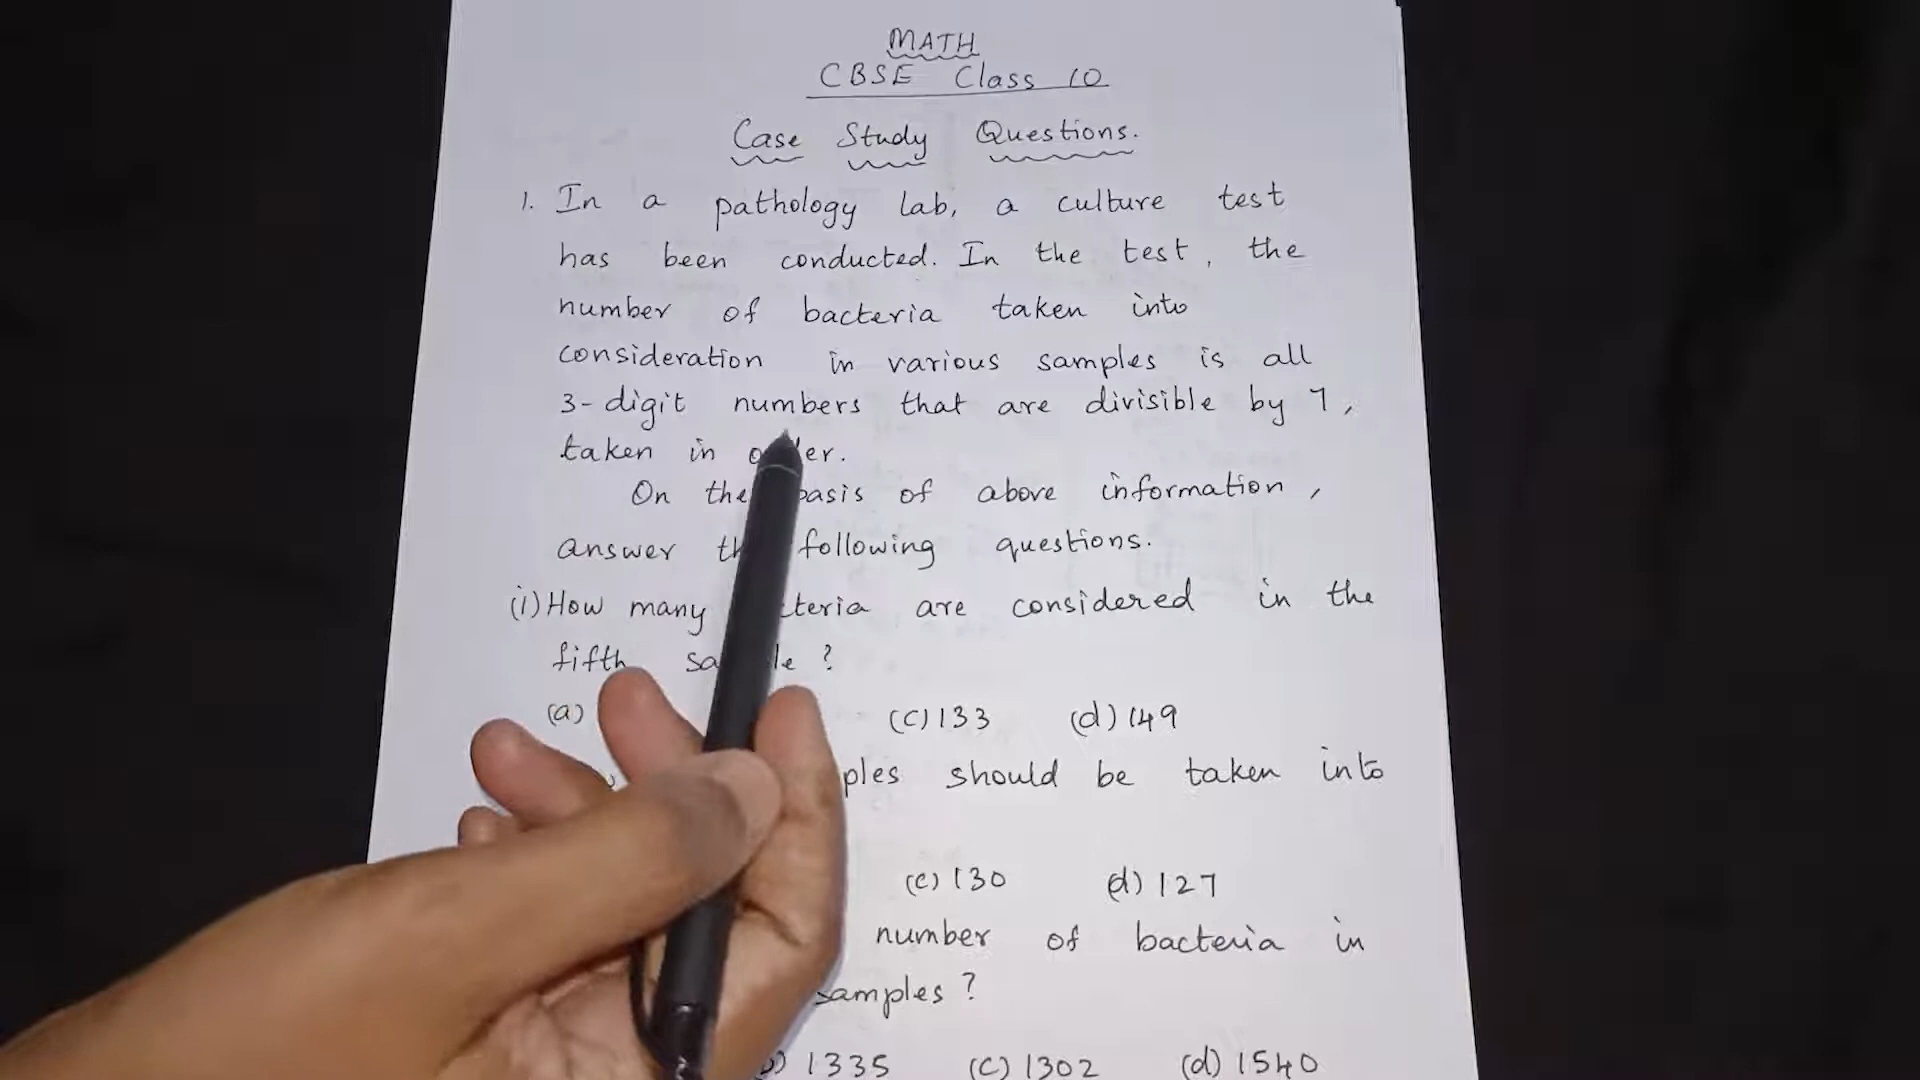 MATH
CBSE Class 10
Case Study Questions.
1. In a pathology lab, a culture test
has been conducted. In the test, the
number of bacteria taken into
consideration in various samples is all
3-digit numbers that are divisible by 7,
taken in
On the of above information,
answer following questions.
(i) How many are considered in the
fifth ?
(a) (c) 133 (d) 149
should be taken into
(c) 130 (d) 127
number of bacteria in
samples ?
1335 (c) 1302 (d) 1540